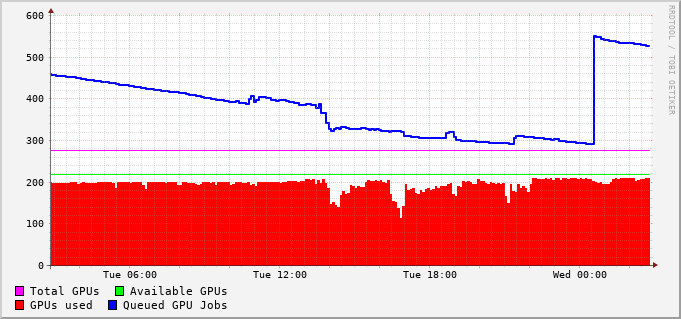 600
500
400
300
200
100
0
Tue 06:00 Tue 12:00 Tue 18:00 Wed 00:00
Total GPUs Available GPUs
GPUs used Queued GPU Jobs
RRDTOOL / TOBI OETIKER